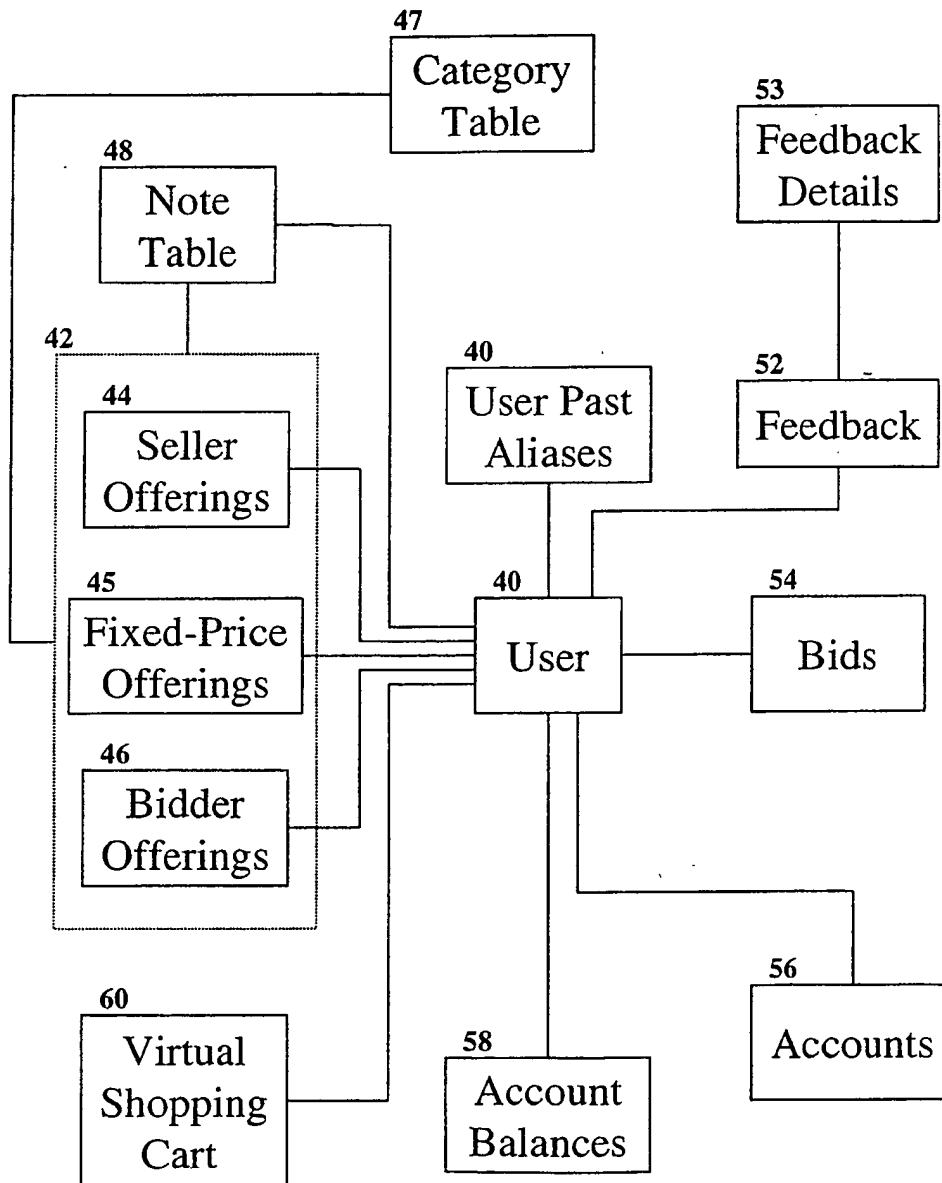 47
Category
Table
53
Feedback
Details
48
Note
Table
42
44
Seller
Offerings
40
User Past
Aliases
52
Feedback
45
Fixed-Price
Offerings
40
User
54
Bids
46
Bidder
Offerings
60
Virtual
Shopping
Cart
58
Account
Balances
56
Accounts